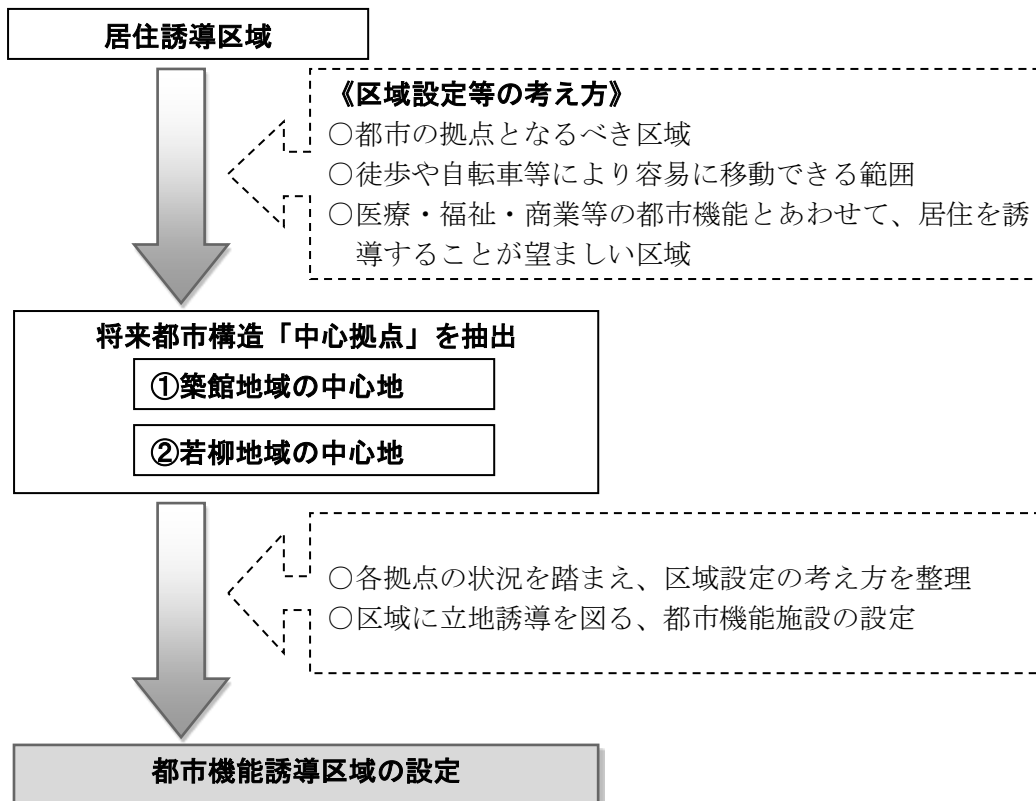 居住誘導区域
《区域設定等の考え方》
○都市の拠点となるべき区域
○徒歩や自転車等により容易に移動できる範囲
○医療・福祉・商業等の都市機能とあわせて、居住を誘
導することが望ましい区域
将来都市構造「中心拠点」を抽出
①築館地域の中心地
②若柳地域の中心地
○各拠点の状況を踏まえ、区域設定の考え方を整理
○区域に立地誘導を図る、都市機能施設の設定
都市機能誘導区域の設定